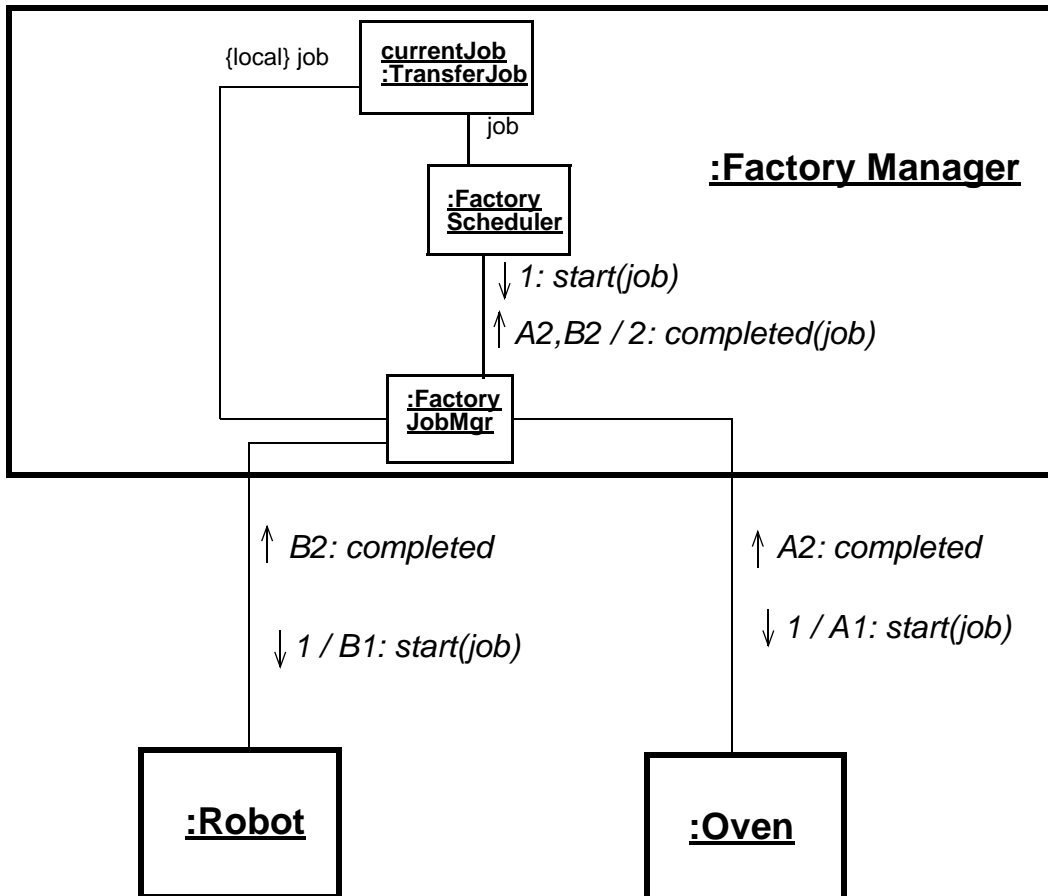 currentJob
:TransferJob
{local} job
job
:Factory Manager
:Factory
Scheduler
1: start(job)
A2,B2 / 2: completed(job)
:Factory
JobMgr
B2: completed
A2: completed
1 / B1: start(job)
1 / A1: start(job)
:Robot
:Oven